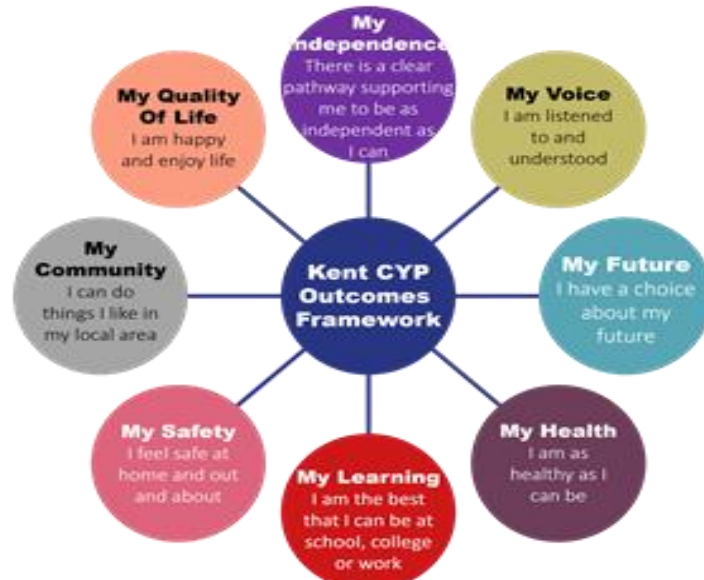 My
Independence
There is a clear
pathway supporting
me to be as
independent as
I can
My Voice
I am listened
to and
understood
My Future
I have a choice
about my
future
My Health
I am as
healthy as I
can be
My Learning
I am the best
that I can be at
school, college
or work
My Safety
I feel safe at
home and out
and about
My
Community
I can do
things I like in
my local area
My Quality
Of Life
I am happy
and enjoy life
Kent CYP
Outcomes
Framework